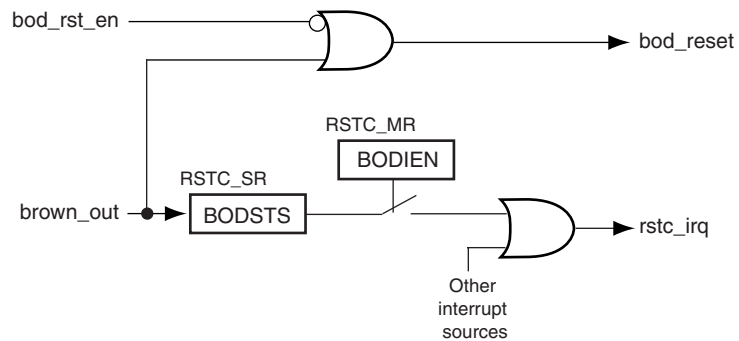 bod_rst_en
bod_reset
RSTC_MR
BODIEN
RSTC_SR
brown_out
BODSTS
rstc_irq
Other
interrupt
sources